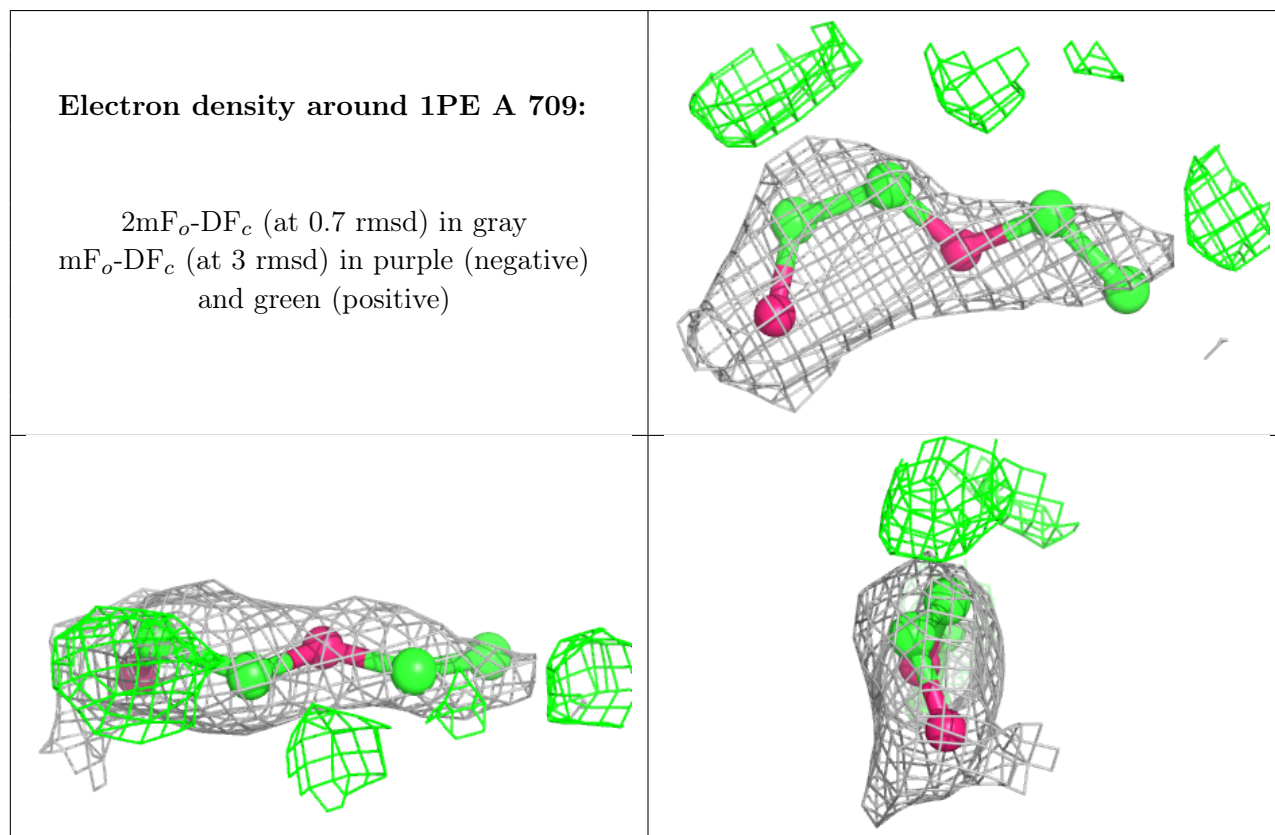 Electron density around 1PE A 709:
2mFo-DFc (at 0.7 rmsd) in gray
mFo-DFc (at 3 rmsd) in purple (negative)
and green (positive)